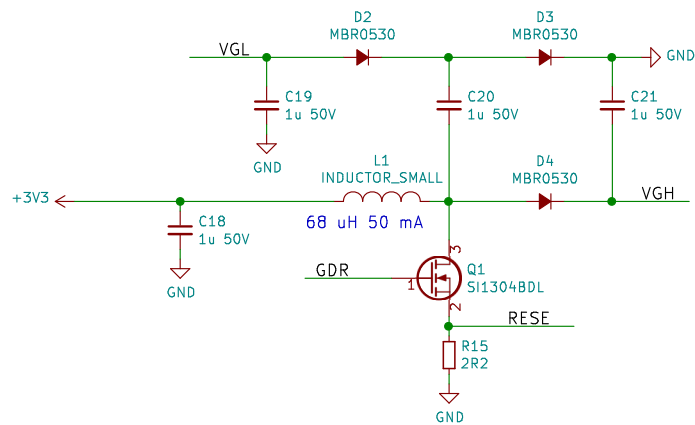 D2
MBR0530
D3
MBR0530
VGL
GND
C19
1u 50V
C20
1u 50V
C21
1u 50V
GND
L1
INDUCTOR_SMALL
D4
MBR0530
+3V3
VGH
C18
1u 50V
68 uH 50 mA
3
GDR
1
Q1
SI1304BDL
GND
2
RESE
R15
2R2
GND